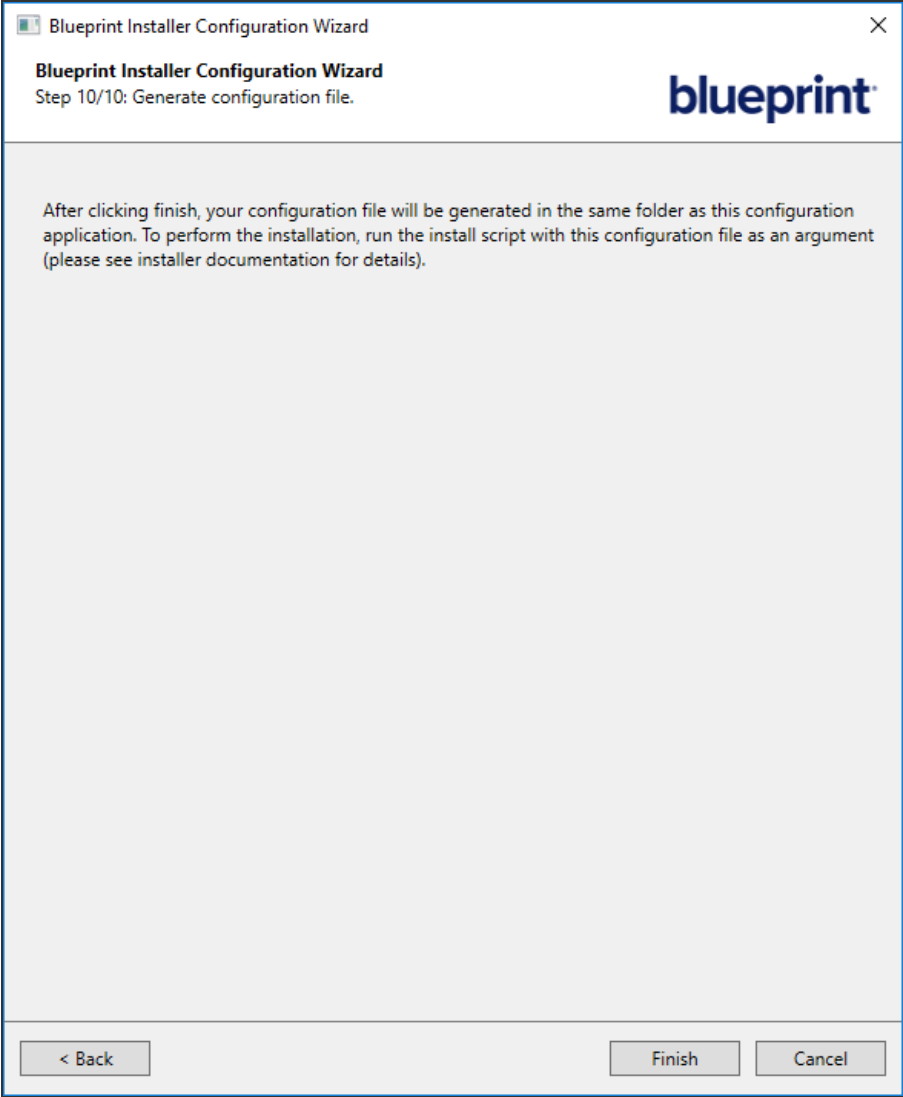 Blueprint Installer Configuration Wizard
Blueprint Installer Configuration Wizard
Step 10/10: Generate configuration file.
blueprint
After clicking finish, your configuration file will be generated in the same folder as this configuration
application. To perform the installation, run the install script with this configuration file as an argument
(please see installer documentation for details).
< Back
Finish
Cancel